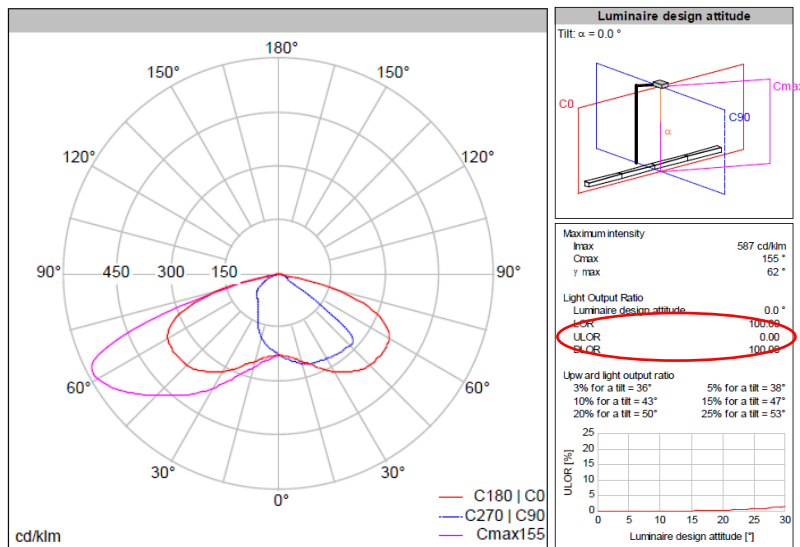 180°
150°
150°
120°
120°
90°
450
300
150
90°
60°
60°
30°
30°
0°
C180 | C0
C270 | C90
Cmax155
cd/klm
Luminaire design attitude
Tilt: α = 0.0 °
C0
Cmax
C90
α
Maximum intensity
Imax 587 cd/klm
Cmax 155 °
γ max 62 °
Light Output Ratio
Luminaire design attitude 0.0 °
LOR 100.00
ULOR 0.00
DLOR 100.00
Upward light output ratio
3% for a tilt = 36° 5% for a tilt = 38°
10% for a tilt = 43° 15% for a tilt = 47°
20% for a tilt = 50° 25% for a tilt = 53°
ULOR [%]
25
20
15
10
5
0
0 5 10 15 20 25 30
Luminaire design attitude [°]